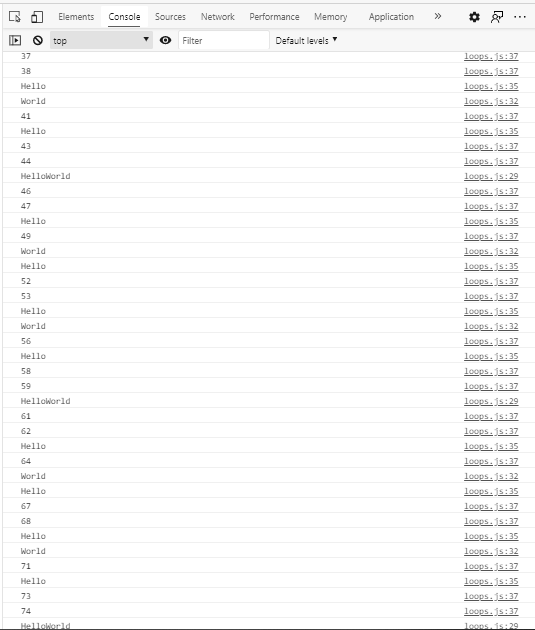 Elements Console Sources Network Performance Memory Application »
top Filter Default levels
37 loops.js:37
38 loops.js:37
Hello loops.js:35
World loops.js:32
41 loops.js:37
Hello loops.js:35
43 loops.js:37
44 loops.js:37
HelloWorld loops.js:29
46 loops.js:37
47 loops.js:37
Hello loops.js:35
49 loops.js:37
World loops.js:32
Hello loops.js:35
52 loops.js:37
53 loops.js:37
Hello loops.js:35
World loops.js:32
56 loops.js:37
Hello loops.js:35
58 loops.js:37
59 loops.js:37
HelloWorld loops.js:29
61 loops.js:37
62 loops.js:37
Hello loops.js:35
64 loops.js:37
World loops.js:32
Hello loops.js:35
67 loops.js:37
68 loops.js:37
Hello loops.js:35
World loops.js:32
71 loops.js:37
Hello loops.js:35
73 loops.js:37
74 loops.js:37
HelloWorld loops.js:29